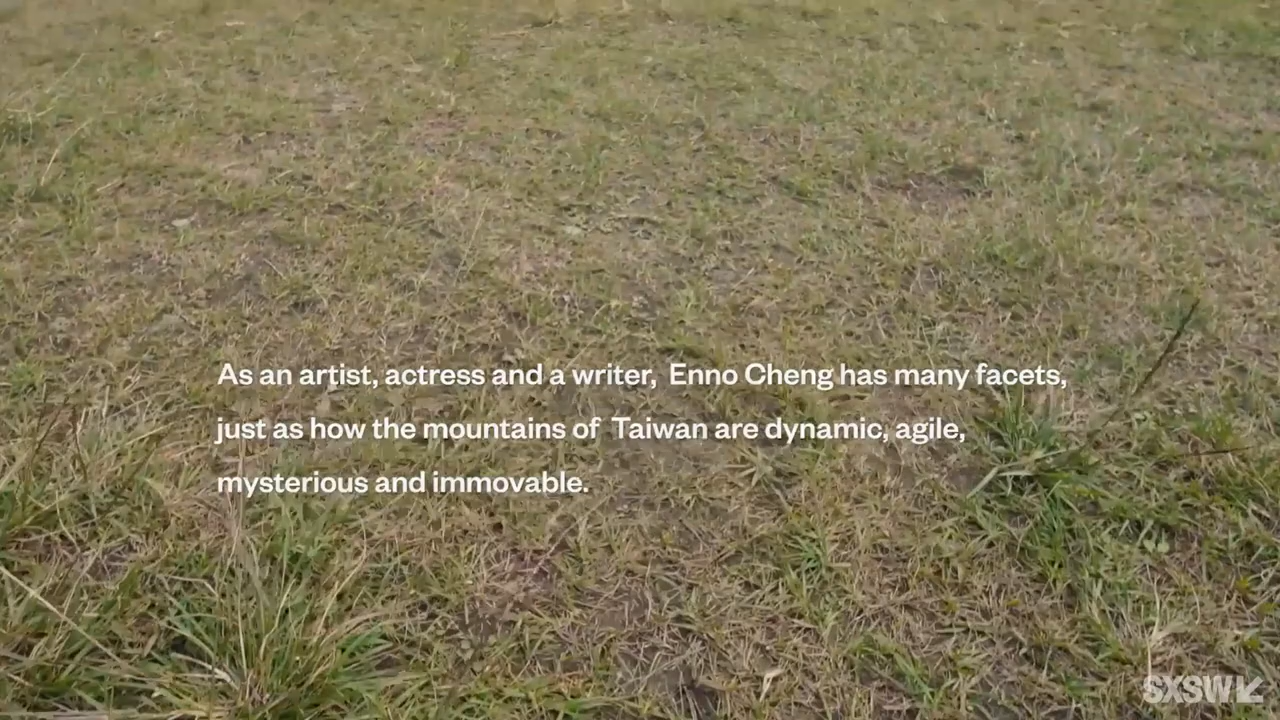 As an artist, actress and a writer, Enno Cheng has many facets,
just as how the mountains of Taiwan are dynamic, agile,
mysterious and immovable.
SXSW